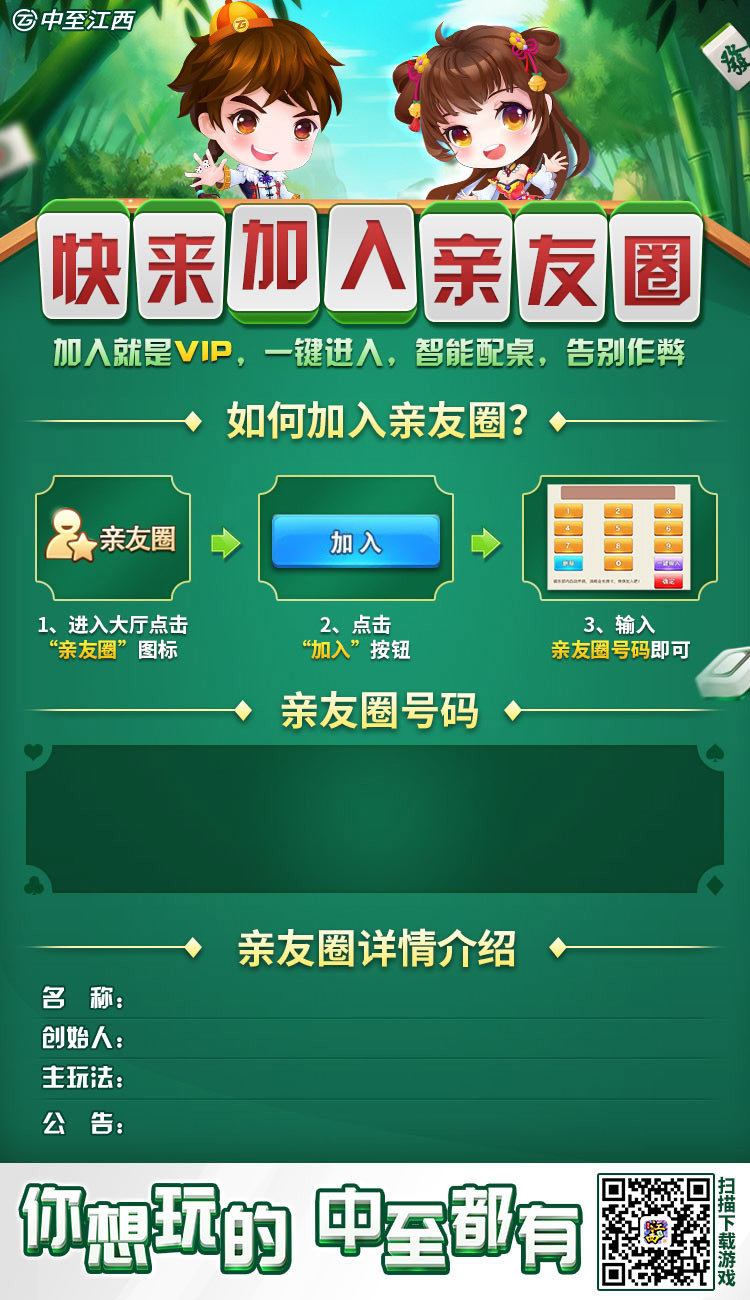 中至江西
發
快来加入亲友圈
加入就是VIP，一键进入，智能配桌，告别作弊
如何加入亲友圈？
亲友圈
加入
1 2 3
4 5 6
7 8 9
0
确定
1、进入大厅点击
“亲友圈”图标
2、点击
“加入”按钮
3、输入
亲友圈号码即可
亲友圈号码
亲友圈详情介绍
名 称：
创始人：
主玩法：
公 告：
你想玩的 中至都有
扫描下载游戏